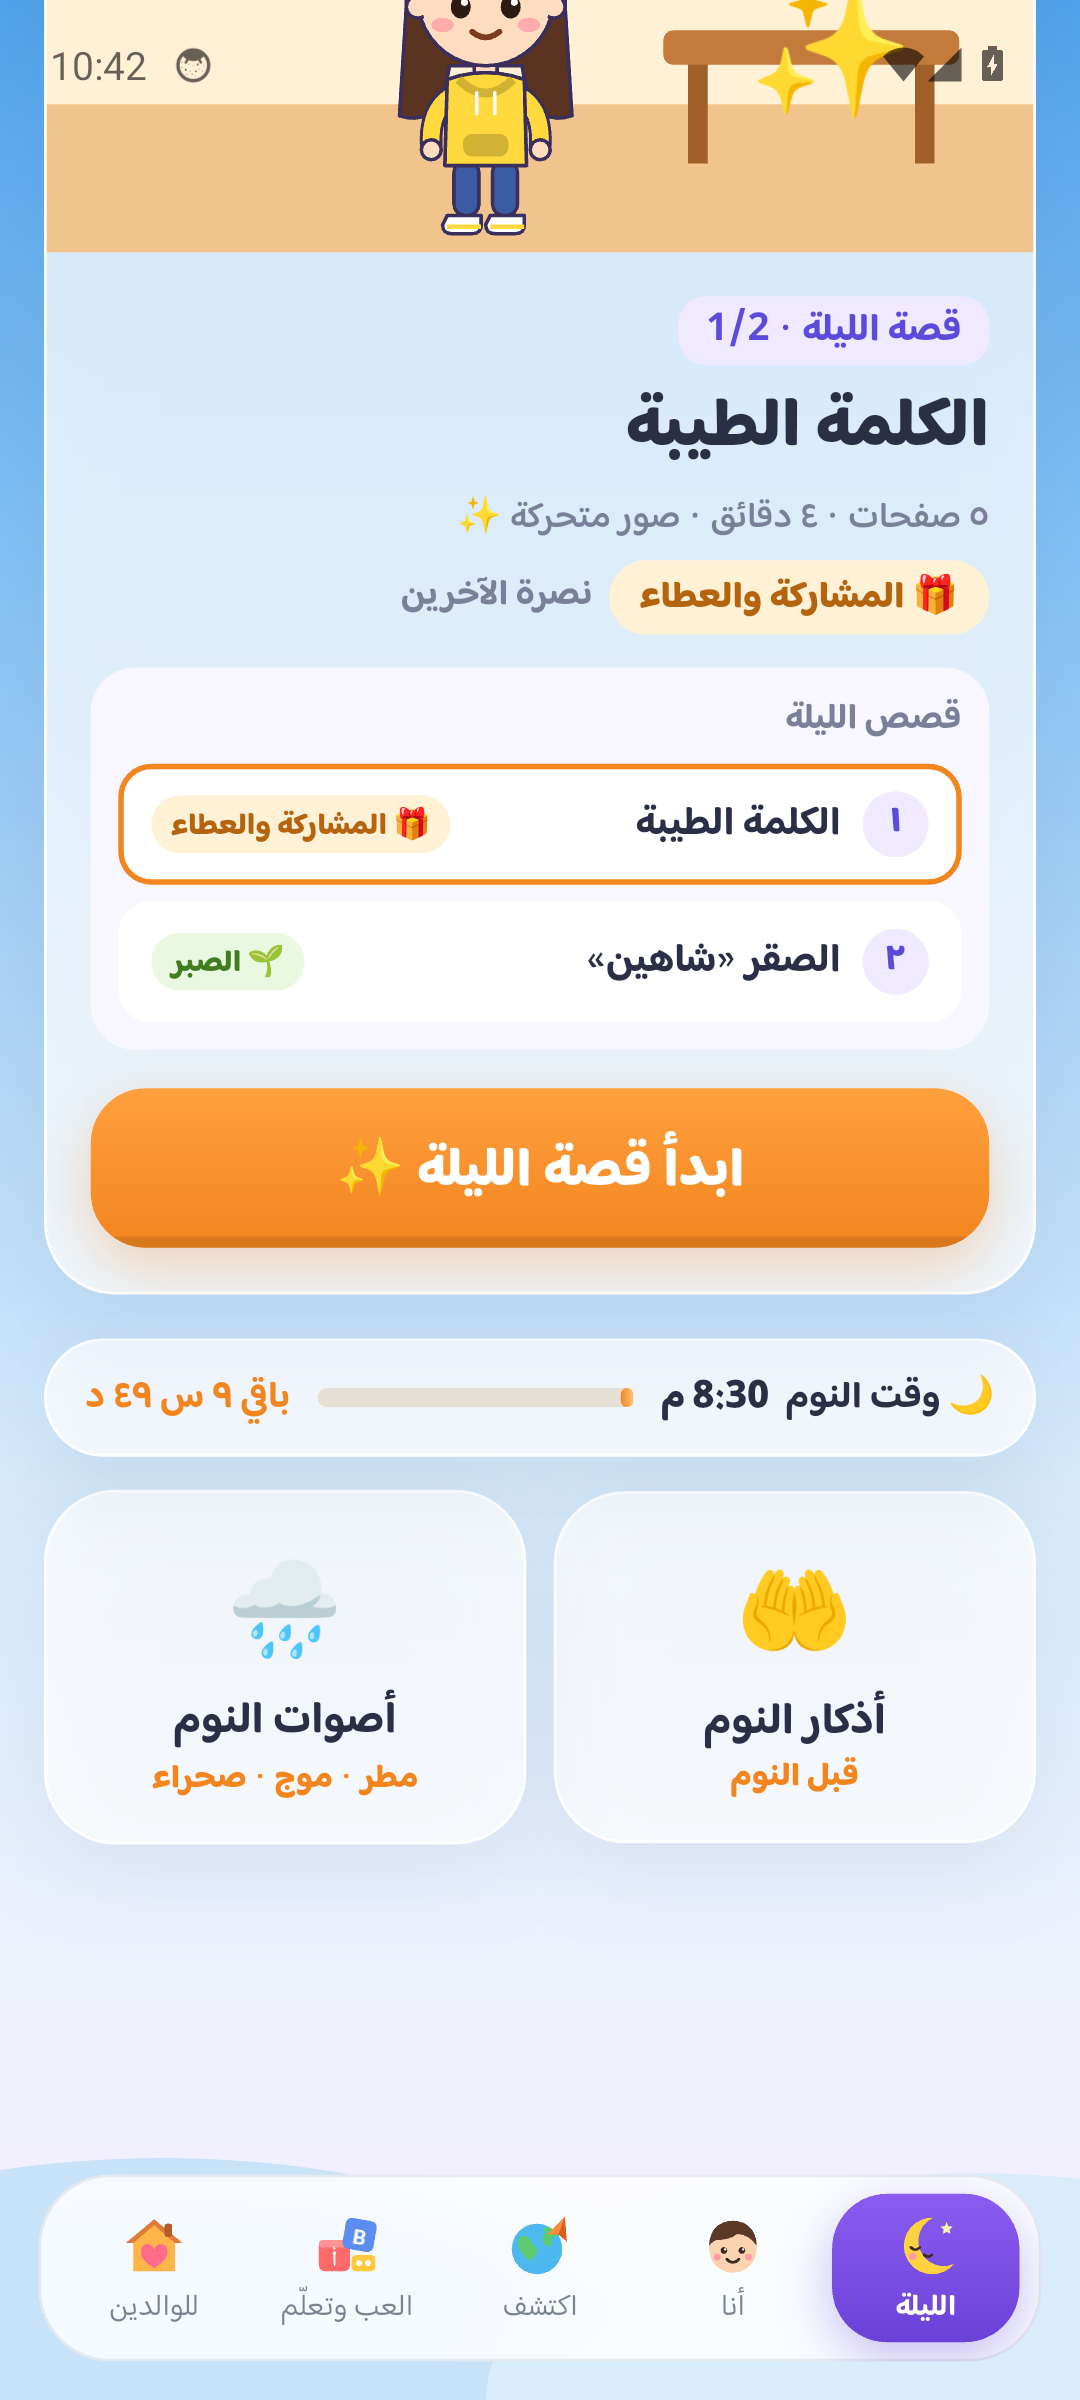 10:42
قصة الليلة · 1/2
الكلمة الطيبة
٥ صفحات · ٤ دقائق · صور متحركة ✨
🎁 المشاركة والعطاء نصرة الآخرين
قصص الليلة
١ الكلمة الطيبة 🎁 المشاركة والعطاء
٢ الصقر «شاهين» 🌱 الصبر
ابدأ قصة الليلة ✨
🌙 وقت النوم 8:30 م باقي ٩ س ٤٩ د
أذكار النوم
قبل النوم
أصوات النوم
مطر · موج · صحراء
الليلة
أنا
اكتشف
العب وتعلّم
B
أ
للوالدين